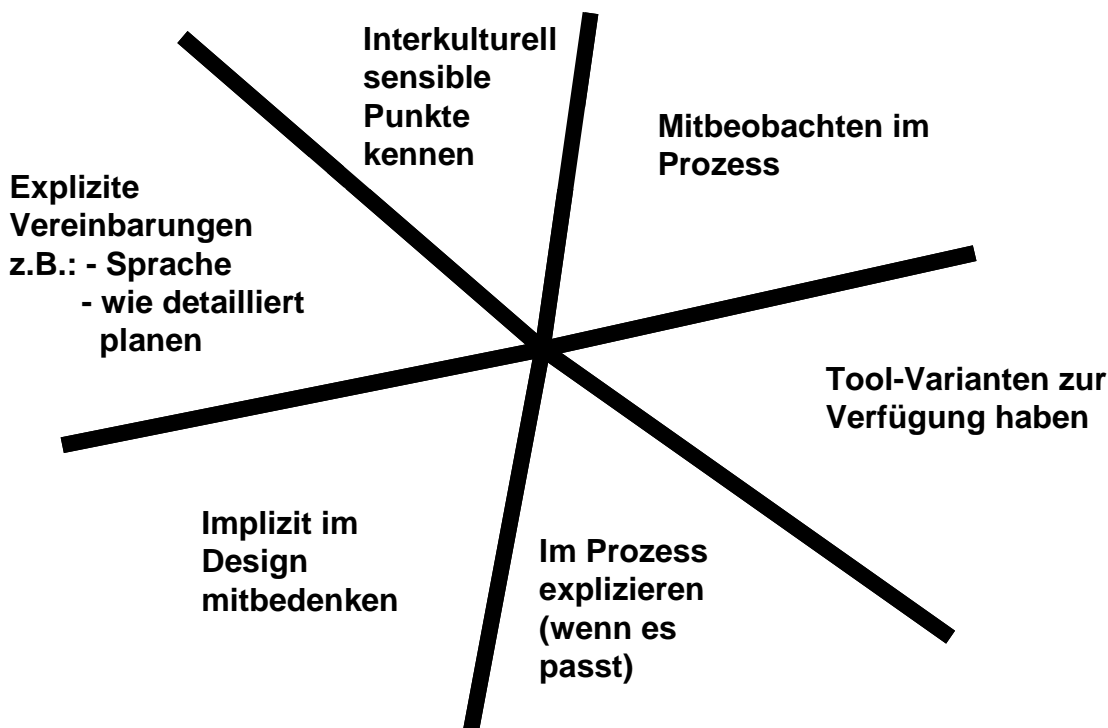 Interkulturell
sensible
Punkte
kennen
Mitbeobachten im
Prozess
Explizite
Vereinbarungen
z.B.: - Sprache
- wie detailliert
planen
Tool-Varianten zur
Verfügung haben
Implizit im
Design
mitbedenken
Im Prozess
explizieren
(wenn es
passt)